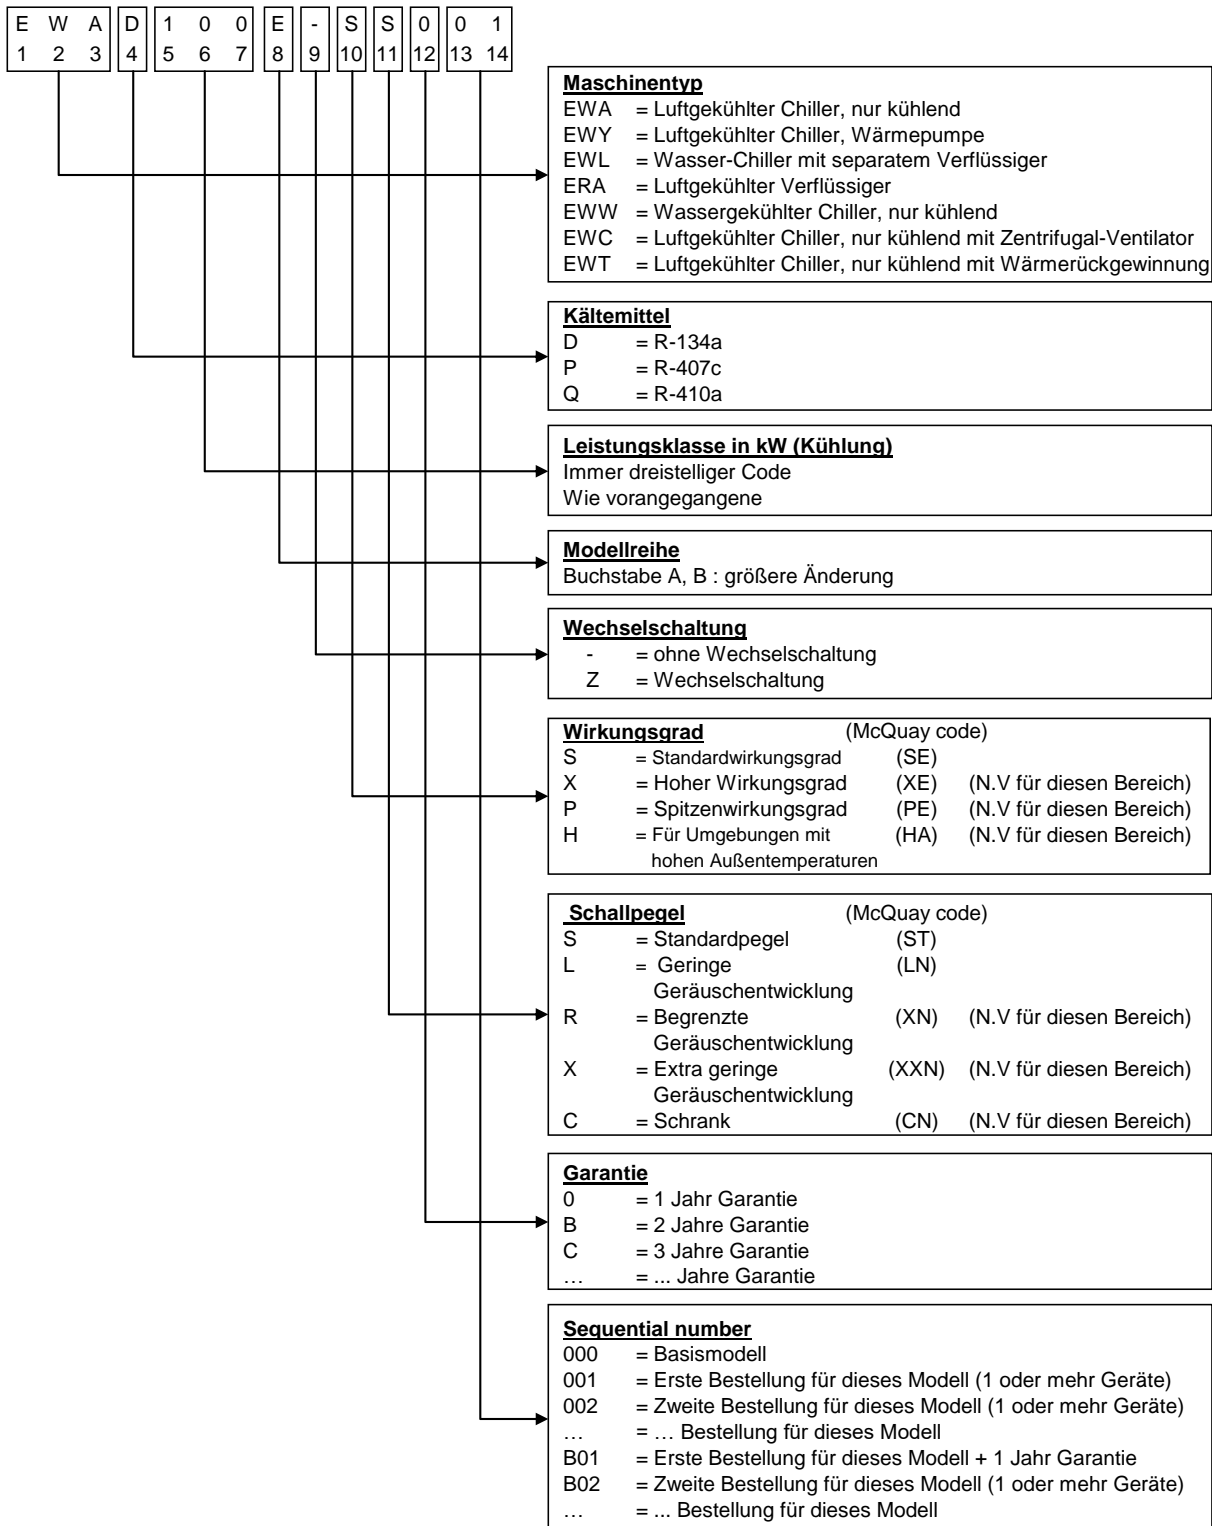 E W A D 1 0 0 E - S S 0 0 1
1 2 3 4 5 6 7 8 9 10 11 12 13 14
Maschinentyp
EWA = Luftgekühlter Chiller, nur kühlend
EWY = Luftgekühlter Chiller, Wärmepumpe
EWL = Wasser-Chiller mit separatem Verflüssiger
ERA = Luftgekühlter Verflüssiger
EWW = Wassergekühlter Chiller, nur kühlend
EWC = Luftgekühlter Chiller, nur kühlend mit Zentrifugal-Ventilator
EWT = Luftgekühlter Chiller, nur kühlend mit Wärmerückgewinnung
Kältemittel
D = R-134a
P = R-407c
Q = R-410a
Leistungsklasse in kW (Kühlung)
Immer dreistelliger Code
Wie vorangegangene
Modellreihe
Buchstabe A, B : größere Änderung
Wechselschaltung
- = ohne Wechselschaltung
Z = Wechselschaltung
Wirkungsgrad (McQuay code)
S = Standardwirkungsgrad (SE)
X = Hoher Wirkungsgrad (XE) (N.V für diesen Bereich)
P = Spitzenwirkungsgrad (PE) (N.V für diesen Bereich)
H = Für Umgebungen mit (HA) (N.V für diesen Bereich)
hohen Außentemperaturen
Schallpegel (McQuay code)
S = Standardpegel (ST)
L = Geringe (LN)
Geräuschentwicklung
R = Begrenzte (XN) (N.V für diesen Bereich)
Geräuschentwicklung
X = Extra geringe (XXN) (N.V für diesen Bereich)
Geräuschentwicklung
C = Schrank (CN) (N.V für diesen Bereich)
Garantie
0 = 1 Jahr Garantie
B = 2 Jahre Garantie
C = 3 Jahre Garantie
… = ... Jahre Garantie
Sequential number
000 = Basismodell
001 = Erste Bestellung für dieses Modell (1 oder mehr Geräte)
002 = Zweite Bestellung für dieses Modell (1 oder mehr Geräte)
… = … Bestellung für dieses Modell
B01 = Erste Bestellung für dieses Modell + 1 Jahr Garantie
B02 = Zweite Bestellung für dieses Modell (1 oder mehr Geräte)
… = ... Bestellung für dieses Modell